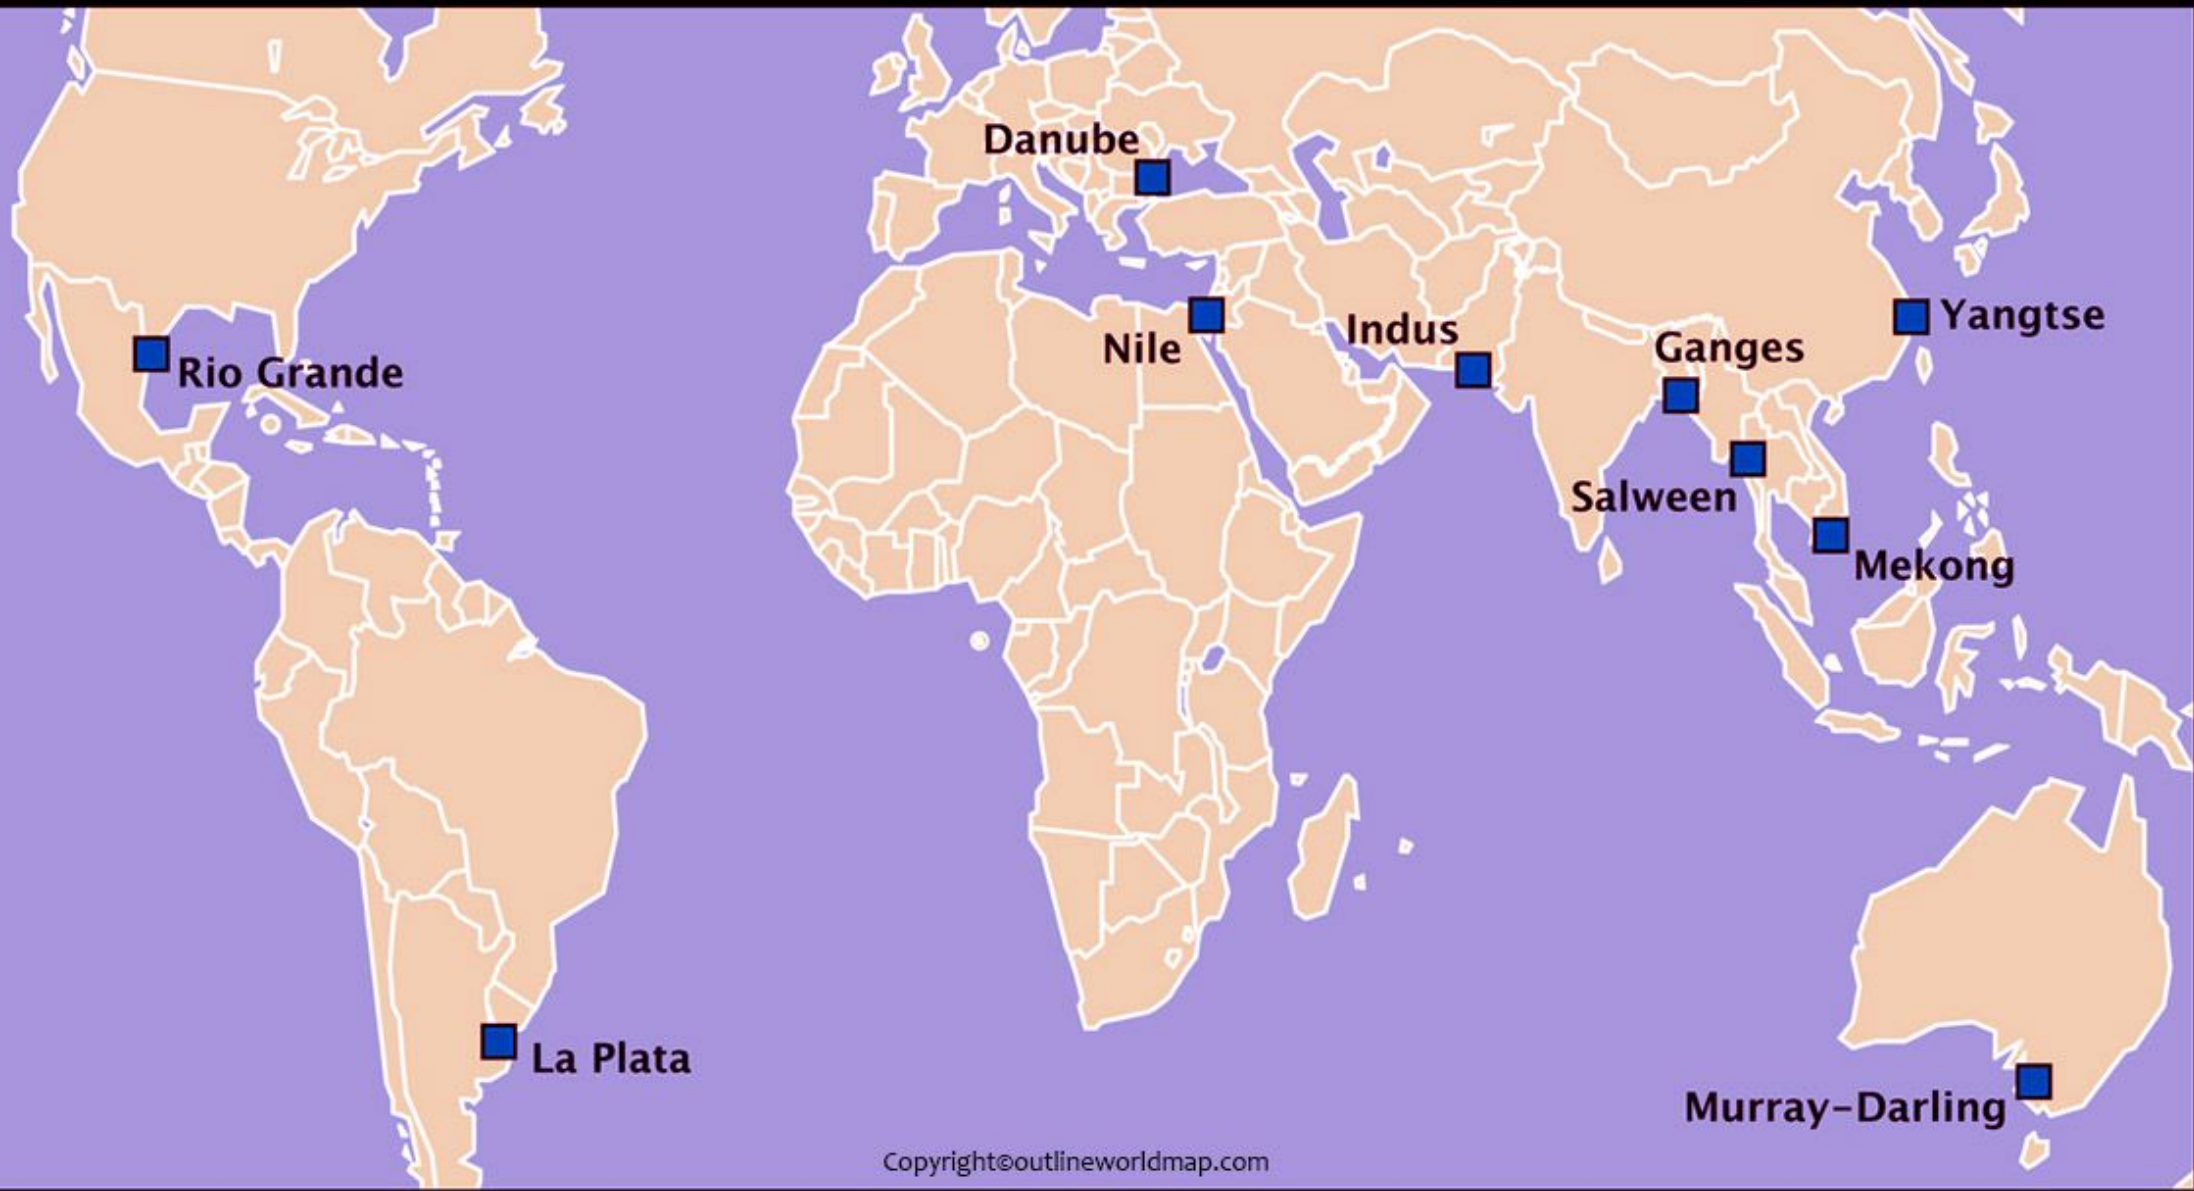 Danube
Nile
Indus
Ganges
Yangtse
Rio Grande
Salween
Mekong
La Plata
Murray-Darling
Copyright©outlineworldmap.com